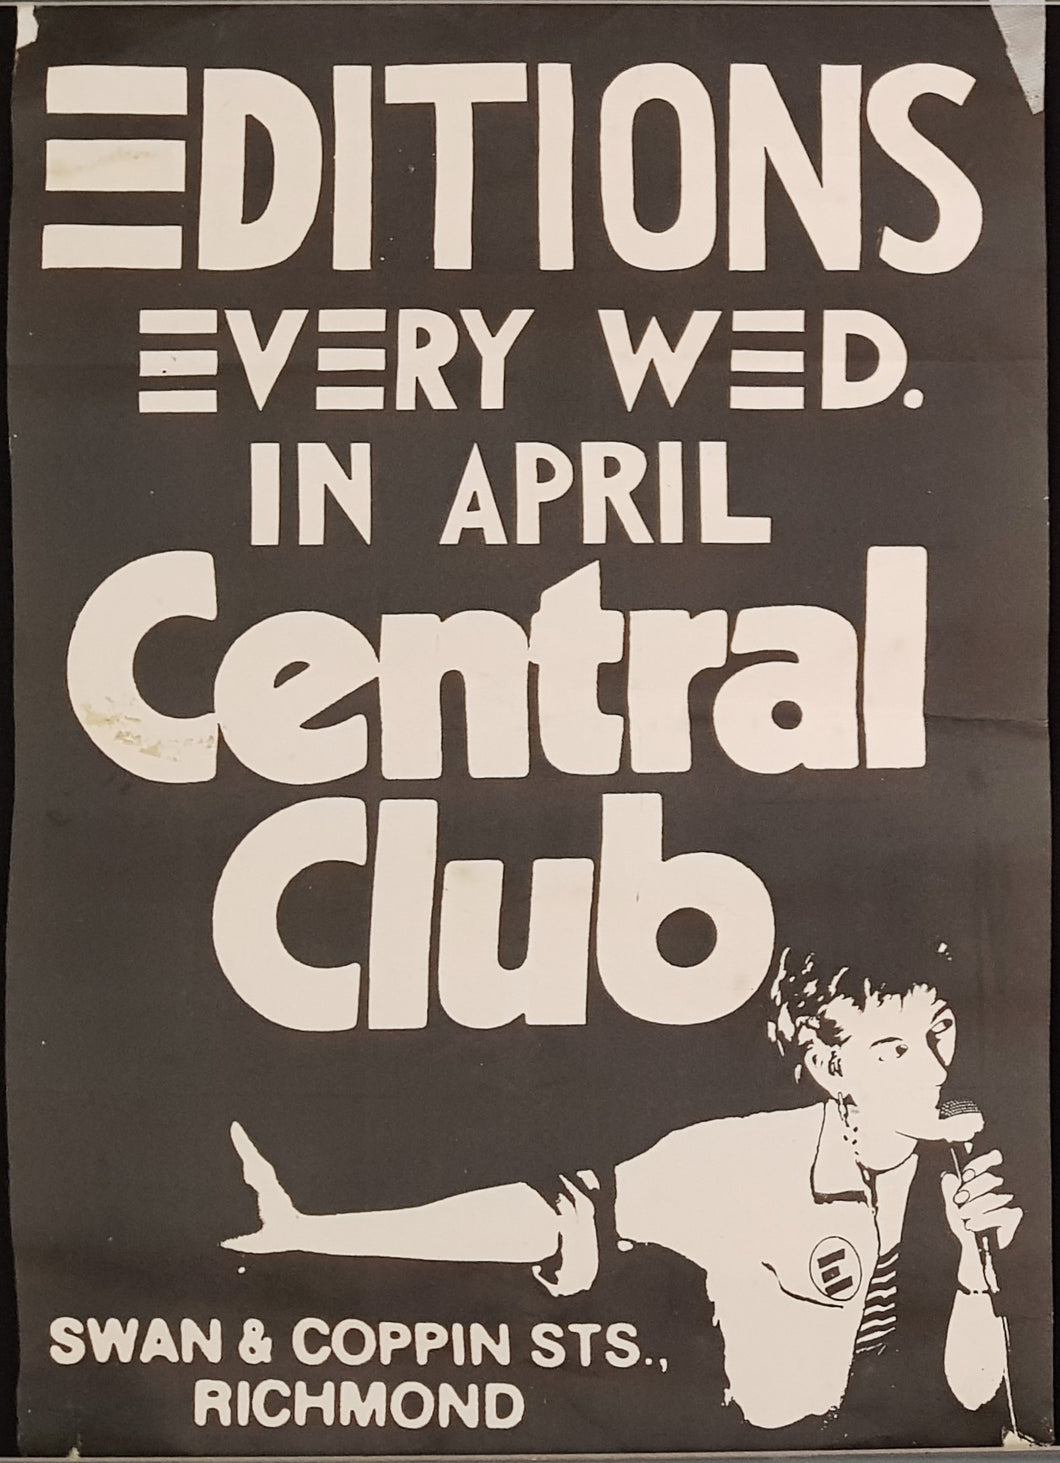 EDITIONS
EVERY WED.
IN APRIL
Central
Club
E
SWAN & COPPIN STS.,
RICHMOND